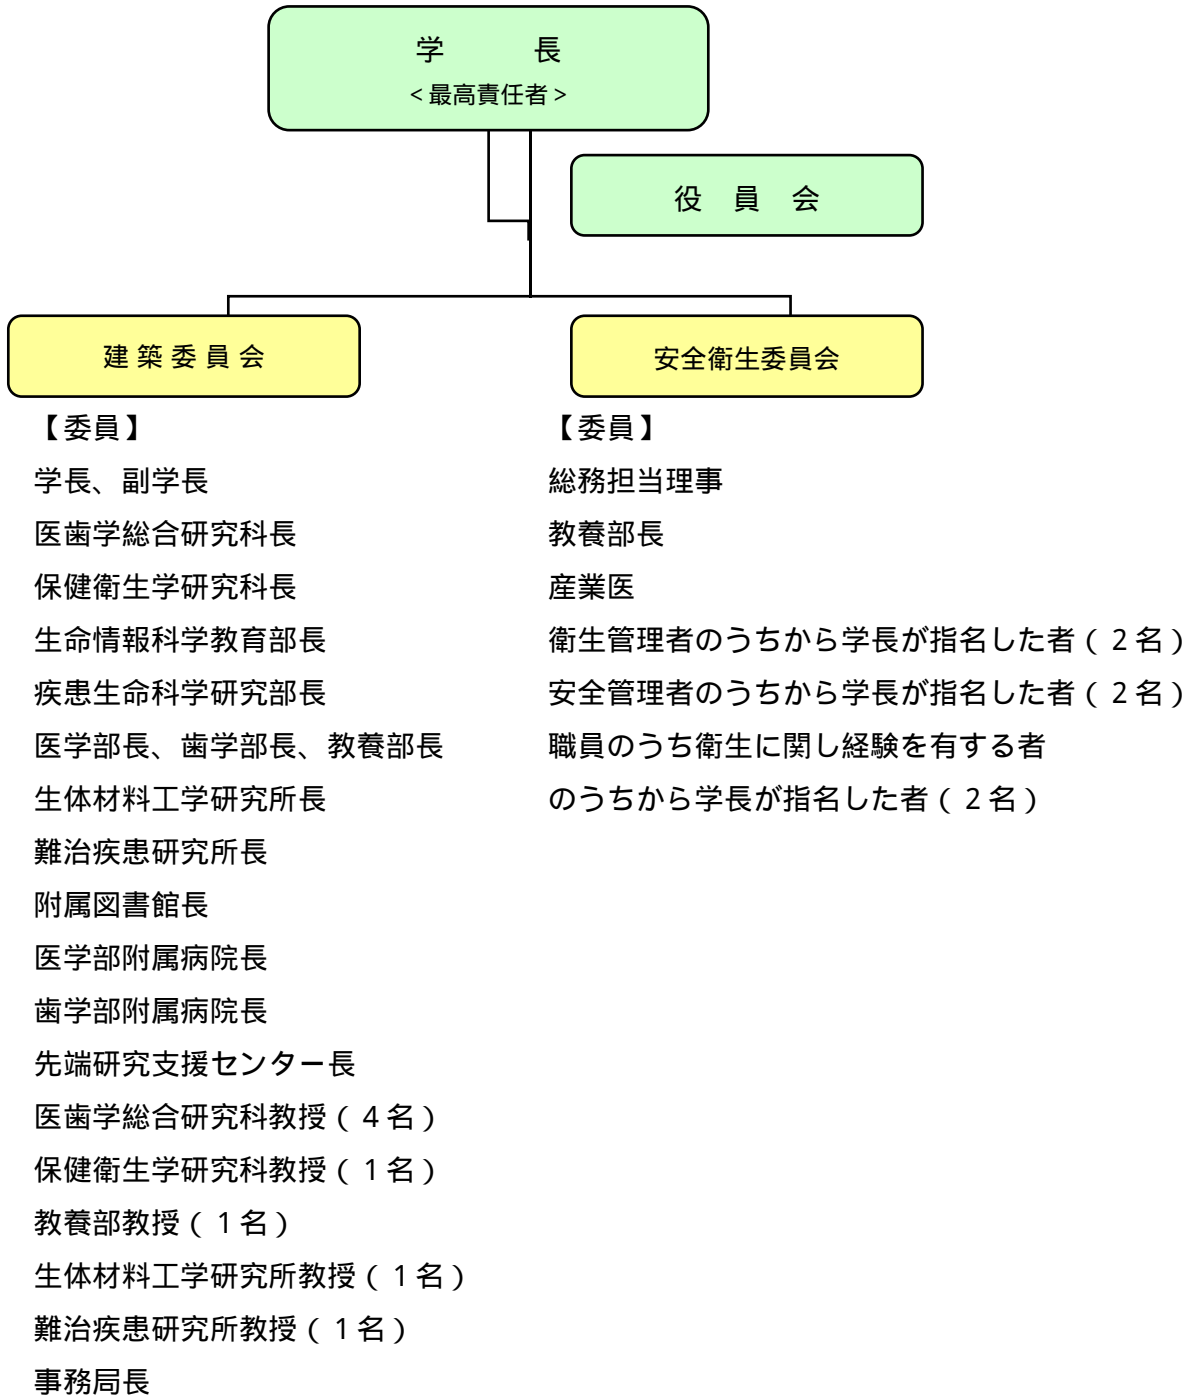 学　　　長
＜最高責任者＞
役　員　会
建 築 委 員 会
安全衛生委員会
【委員】
学長、副学長
医歯学総合研究科長
保健衛生学研究科長
生命情報科学教育部長
疾患生命科学研究部長
医学部長、歯学部長、教養部長
生体材料工学研究所長
難治疾患研究所長
附属図書館長
医学部附属病院長
歯学部附属病院長
先端研究支援センター長
医歯学総合研究科教授（４名）
保健衛生学研究科教授（１名）
教養部教授（１名）
生体材料工学研究所教授（１名）
難治疾患研究所教授（１名）
事務局長
【委員】
総務担当理事
教養部長
産業医
衛生管理者のうちから学長が指名した者（２名）
安全管理者のうちから学長が指名した者（２名）
職員のうち衛生に関し経験を有する者
のうちから学長が指名した者（２名）